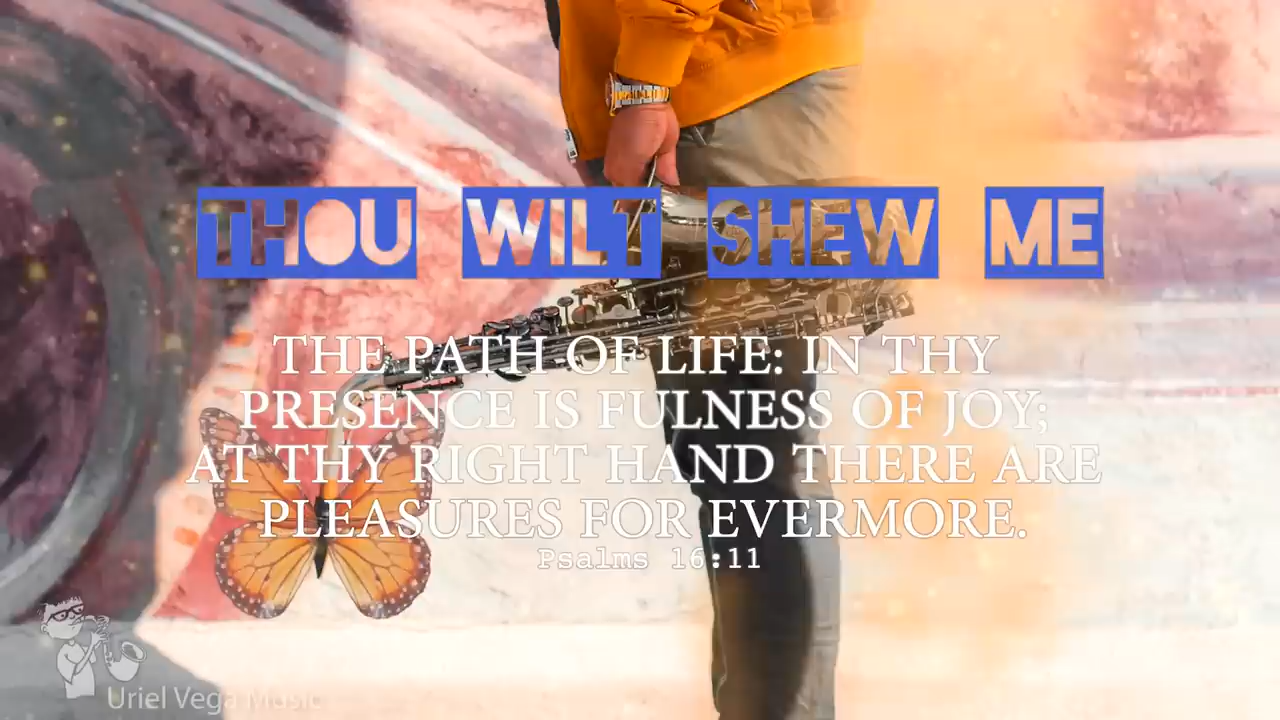 THOU WILT SHEW ME
THE PATH OF LIFE: IN THY
PRESENCE IS FULNESS OF JOY;
AT THY RIGHT HAND THERE ARE
PLEASURES FOR EVERMORE.
Psalms 16:11
Uriel Vega Music